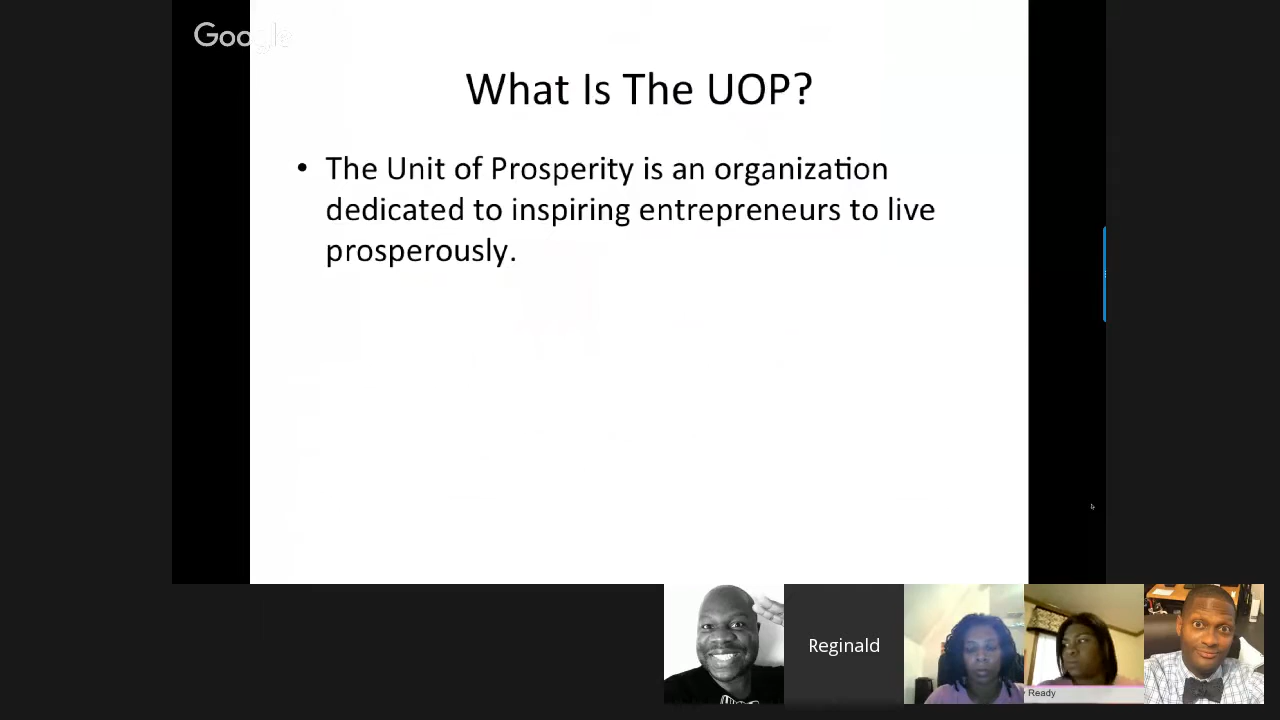 Google
What Is The UOP?
• The Unit of Prosperity is an organization
dedicated to inspiring entrepreneurs to live
prosperously.
Reginald
Ready